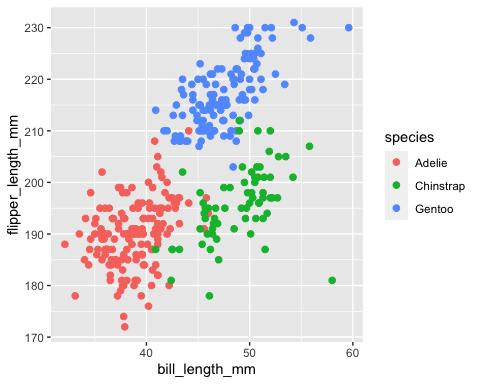 230
220
210
200
190
180
170
flipper_length_mm
40
50
60
bill_length_mm
species
Adelie
Chinstrap
Gentoo